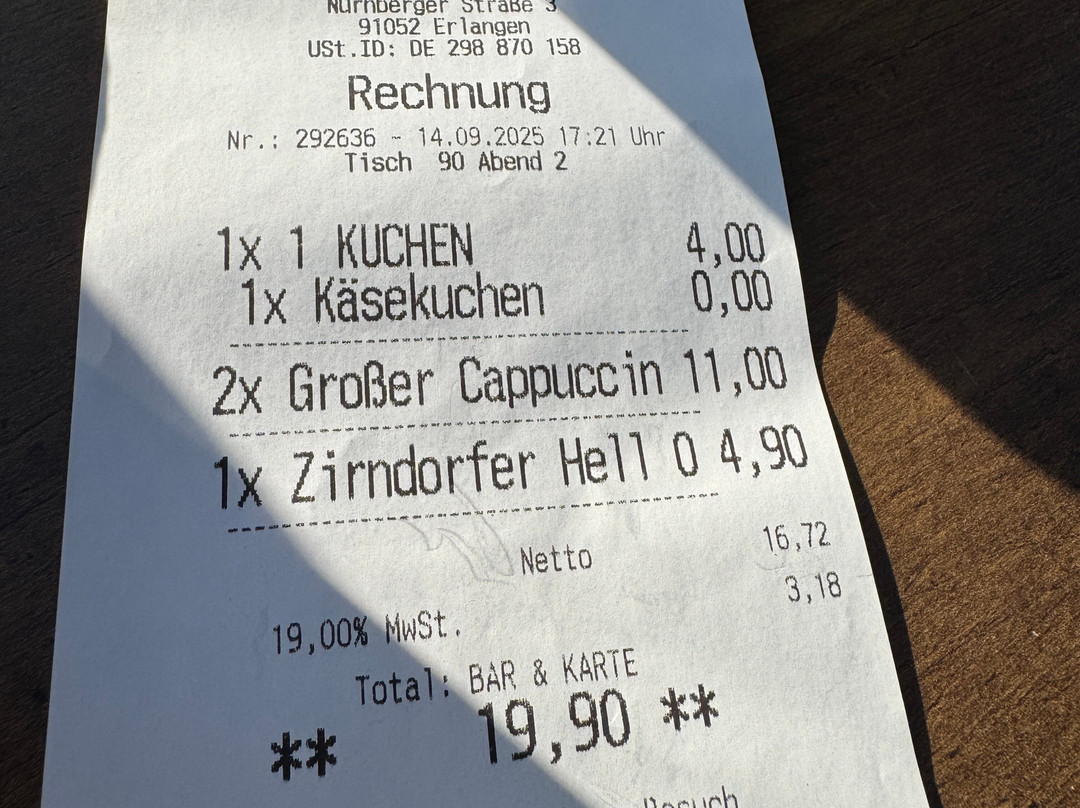 Nürnberger Straße 3
91052 Erlangen
USt.ID: DE 298 870 158
Rechnung
Nr.: 292636 - 14.09.2025 17:21 Uhr
Tisch 90 Abend 2
1x 1 KUCHEN 4,00
1x Käsekuchen 0,00
2x Großer Cappuccin 11,00
1x Zirndorfer Hell 0 4,90
Netto 16,72
19,00% MwSt. 3,18
Total: BAR & KARTE
** 19,90 **
Besuch